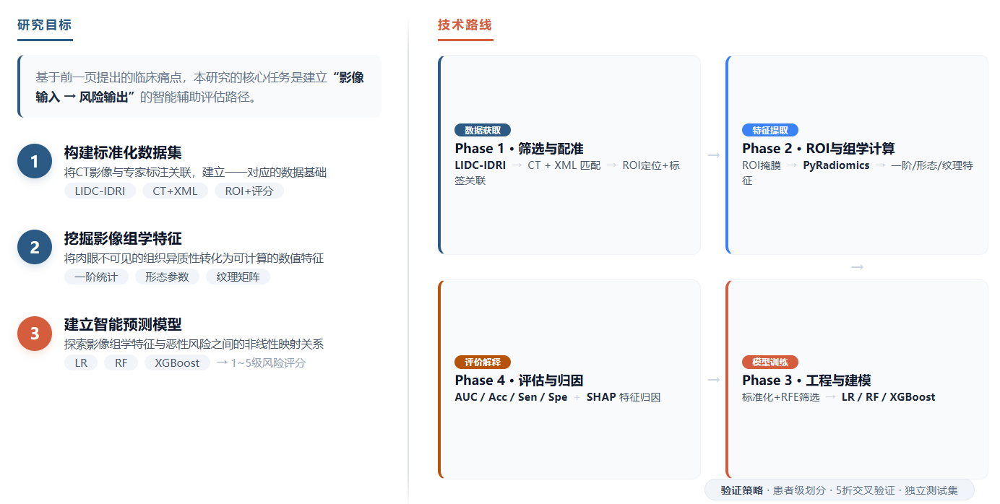 研究目标
基于前一页提出的临床痛点，本研究的核心任务是建立“影像
输入 → 风险输出”的智能辅助评估路径。
1
构建标准化数据集
将CT影像与专家标注关联，建立一一对应的数据基础
LIDC-IDRI CT+XML ROI+评分
2
挖掘影像组学特征
将肉眼不可见的组织异质性转化为可计算的数值特征
一阶统计 形态参数 纹理矩阵
3
建立智能预测模型
探索影像组学特征与恶性风险之间的非线性映射关系
LR RF XGBoost → 1~5级风险评分
技术路线
数据获取
Phase 1 · 筛选与配准
LIDC-IDRI → CT + XML 匹配 → ROI定位+标
签关联
→
特征提取
Phase 2 · ROI与组学计算
ROI掩膜 → PyRadiomics → 一阶/形态/纹理特
征
→
评价解释
Phase 4 · 评估与归因
AUC / Acc / Sen / Spe + SHAP 特征归因
→
模型训练
Phase 3 · 工程与建模
标准化+RFE筛选 → LR / RF / XGBoost
验证策略 · 患者级划分 · 5折交叉验证 · 独立测试集